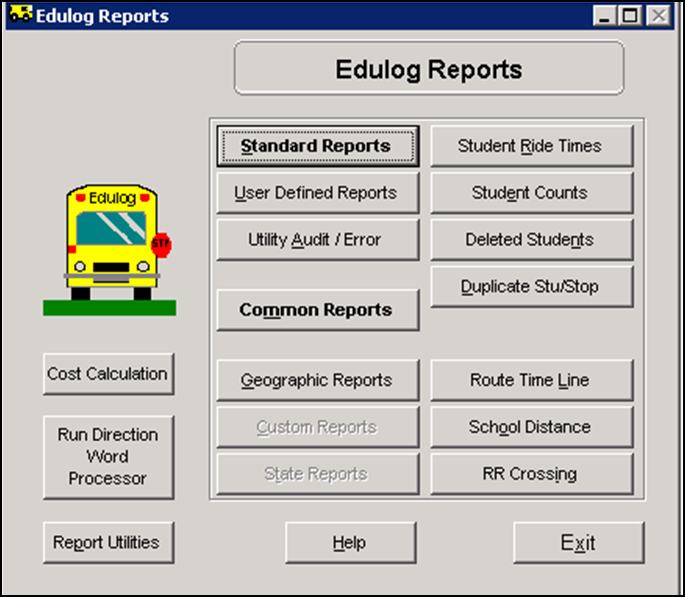 Edulog Reports
Edulog Reports
Standard Reports
Student Ride Times
User Defined Reports
Student Counts
Utility Audit / Error
Deleted Students
Duplicate Stu/Stop
Common Reports
Edulog
Cost Calculation
Geographic Reports
Route Time Line
Run Direction
Word
Processor
Custom Reports
School Distance
State Reports
RR Crossing
Report Utilities
Help
Exit